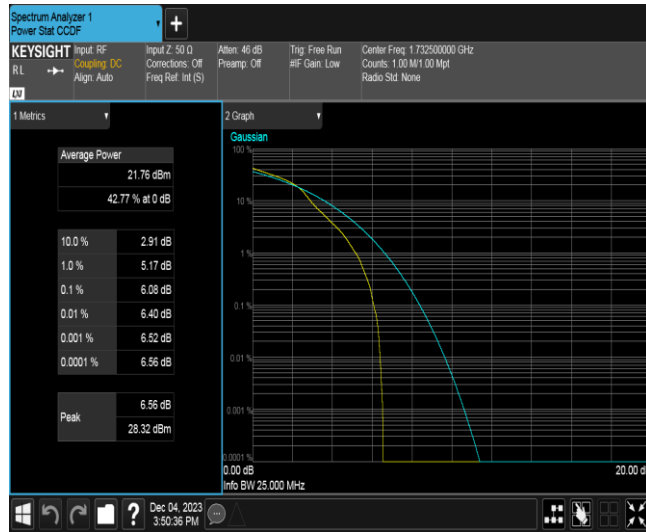 Spectrum Analyzer 1
Power Stat CCDF
+
KEYSIGHT
RL
LXI
Input: RF
Coupling: DC
Align: Auto
Input Z: 50 Ω
Corrections: Off
Freq Ref: Int (S)
Atten: 46 dB
Preamp: Off
Trig: Free Run
#IF Gain: Low
Center Freq: 1.732500000 GHz
Counts: 1.00 M/1.00 Mpt
Radio Std: None
1 Metrics
Average Power
21.76 dBm
42.77 % at 0 dB
10.0 % 2.91 dB
1.0 % 5.17 dB
0.1 % 6.08 dB
0.01 % 6.40 dB
0.001 % 6.52 dB
0.0001 % 6.56 dB
Peak
6.56 dB
28.32 dBm
2 Graph
Gaussian
100 %
10 %
1 %
0.1 %
0.01 %
0.001 %
0.0001 %
0.00 dB
20.00 d
Info BW 25.000 MHz
?
Dec 04, 2023
3:50:36 PM